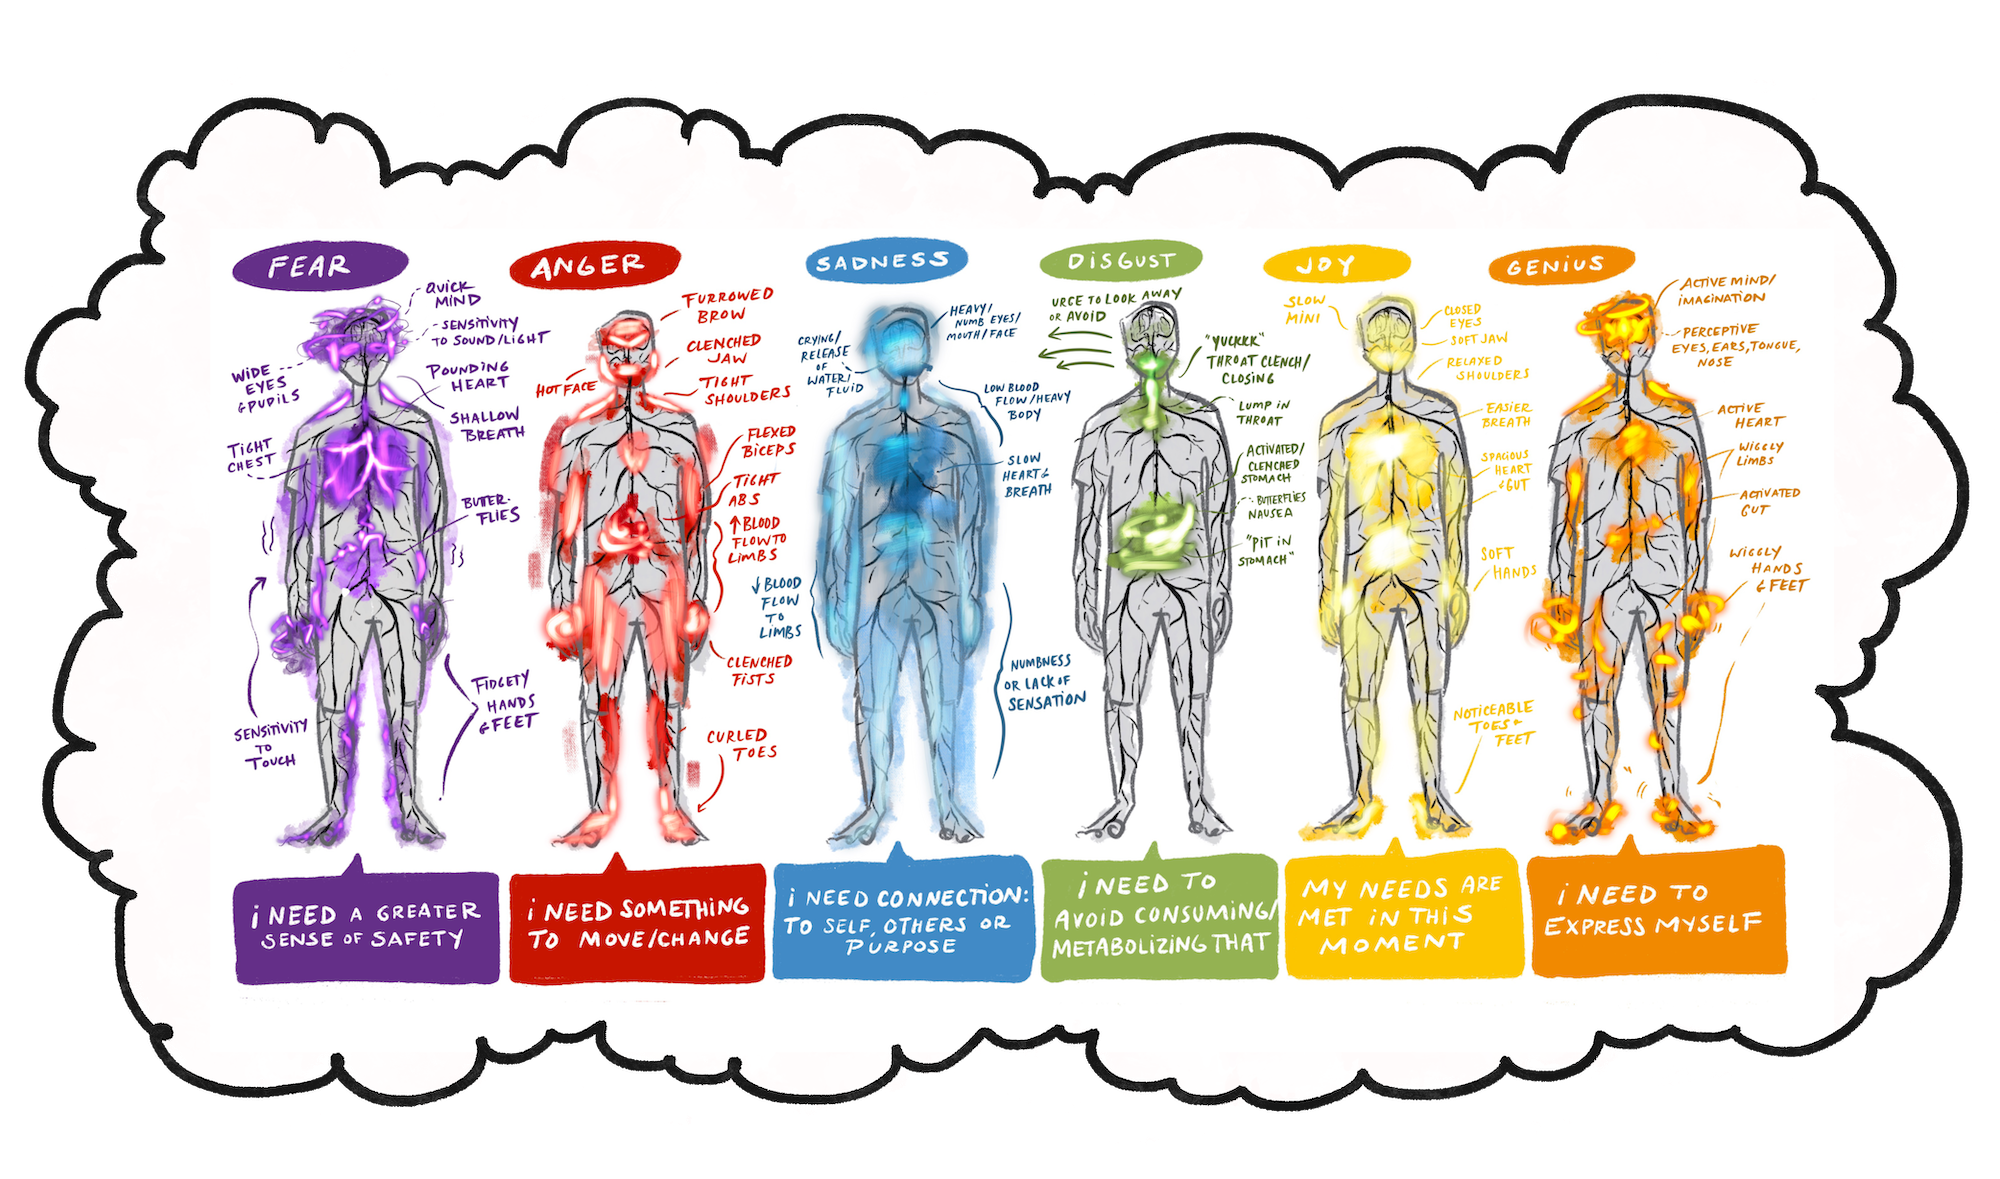 FEAR
QUICK
MIND
SENSITIVITY
TO SOUND/LIGHT
WIDE
EYES
&PUPILS
POUNDING
HEART
SHALLOW
BREATH
TIGHT
CHEST
BUTTER-
FLIES
SENSITIVITY
TO
TOUCH
FIDGETY
HANDS
&FEET
I NEED A GREATER
SENSE OF SAFETY
ANGER
FURROWED
BROW
CLENCHED
JAW
HOT FACE
TIGHT
SHOULDERS
FLEXED
BICEPS
TIGHT
ABS
↑BLOOD
FLOW TO
LIMBS
CLENCHED
FISTS
CURLED
TOES
I NEED SOMETHING
TO MOVE/CHANGE
SADNESS
HEAVY/
NUMB EYES/
MOUTH/FACE
CRYING/
RELEASE
OF
WATER/
FLUID
LOW BLOOD
FLOW/HEAVY
BODY
SLOW
HEART &
BREATH
↓BLOOD
FLOW
TO
LIMBS
NUMBNESS
OR LACK OF
SENSATION
I NEED CONNECTION:
TO SELF, OTHERS OR
PURPOSE
DISGUST
URGE TO LOOK AWAY
OR AVOID
"YUCKKK"
THROAT CLENCH/
CLOSING
LUMP IN
THROAT
ACTIVATED/
CLENCHED
STOMACH
BUTTERFLIES
NAUSEA
"PIT IN
STOMACH"
I NEED TO
AVOID CONSUMING/
METABOLIZING THAT
JOY
SLOW
MINI
CLOSED
EYES
SOFT JAW
RELAXED
SHOULDERS
EASIER
BREATH
SPACIOUS
HEART
& GUT
SOFT
HANDS
NOTICEABLE
TOES &
FEET
MY NEEDS ARE
MET IN THIS
MOMENT
GENIUS
ACTIVE MIND/
IMAGINATION
PERCEPTIVE
EYES, EARS, TONGUE,
NOSE
ACTIVE
HEART
WIGGLY
LIMBS
ACTIVATED
GUT
WIGGLY
HANDS
& FEET
I NEED TO
EXPRESS MYSELF